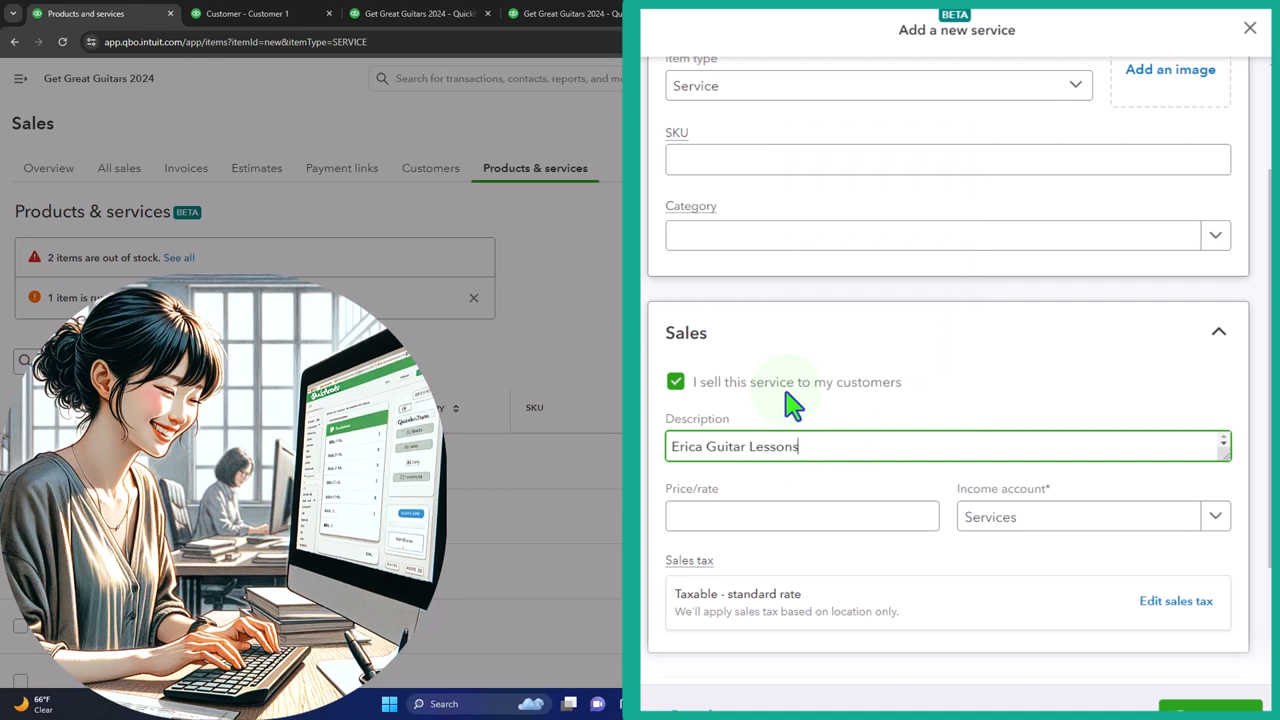 Products and services
Customer - Customer 1
Get Great Guitars 2024 - Quick
Get Great Guitars 2024 - Q
app.qbo.intuit.com/app/items?itemId=new&itemType=SERVICE
Get Great Guitars 2024
Search for transactions, contacts, reports, and
Sales
Overview
All sales
Invoices
Estimates
Payment links
Customers
Products & services
Products & services BETA
2 items are out of stock. See all
1 item is
SKU
66°F
Clear
Search
BETA
Add a new service
Item type
Service
Add an image
SKU
Category
Sales
I sell this service to my customers
Description
Erica Guitar Lessons
Price/rate
Income account*
Services
Sales tax
Taxable - standard rate
We'll apply sales tax based on location only.
Edit sales tax